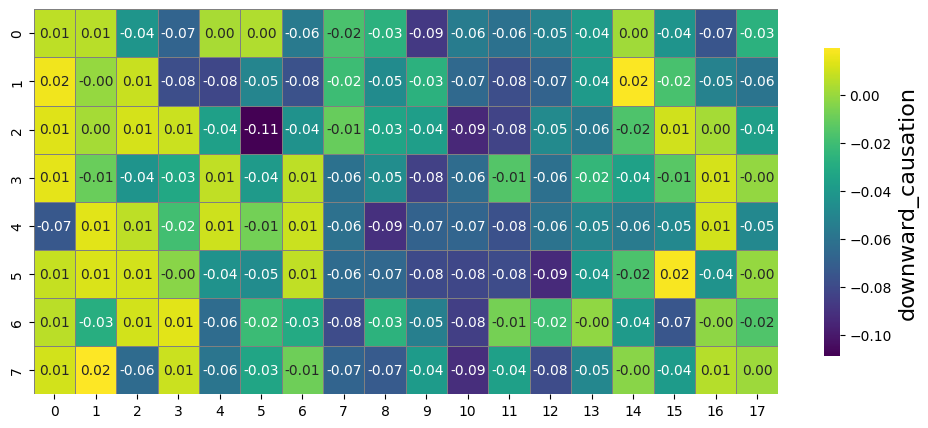 0 0.01 0.01 -0.04 -0.07 0.00 0.00 -0.06 -0.02 -0.03 -0.09 -0.06 -0.06 -0.05 -0.04 0.00 -0.04 -0.07 -0.03
1 0.02 -0.00 0.01 -0.08 -0.08 -0.05 -0.08 -0.02 -0.05 -0.03 -0.07 -0.08 -0.07 -0.04 0.02 -0.02 -0.05 -0.06
2 0.01 0.00 0.01 0.01 -0.04 -0.11 -0.04 -0.01 -0.03 -0.04 -0.09 -0.08 -0.05 -0.06 -0.02 0.01 0.00 -0.04
3 0.01 -0.01 -0.04 -0.03 0.01 -0.04 0.01 -0.06 -0.05 -0.08 -0.06 -0.01 -0.06 -0.02 -0.04 -0.01 0.01 -0.00
4 -0.07 0.01 0.01 -0.02 0.01 -0.01 0.01 -0.06 -0.09 -0.07 -0.07 -0.08 -0.06 -0.05 -0.06 -0.05 0.01 -0.05
5 0.01 0.01 0.01 -0.00 -0.04 -0.05 0.01 -0.06 -0.07 -0.08 -0.08 -0.08 -0.09 -0.04 -0.02 0.02 -0.04 -0.00
6 0.01 -0.03 0.01 0.01 -0.06 -0.02 -0.03 -0.08 -0.03 -0.05 -0.08 -0.01 -0.02 -0.00 -0.04 -0.07 -0.00 -0.02
7 0.01 0.02 -0.06 0.01 -0.06 -0.03 -0.01 -0.07 -0.07 -0.04 -0.09 -0.04 -0.08 -0.05 -0.00 -0.04 0.01 0.00
0 1 2 3 4 5 6 7 8 9 10 11 12 13 14 15 16 17
0.00
−0.02
−0.04
−0.06
−0.08
−0.10
downward_causation